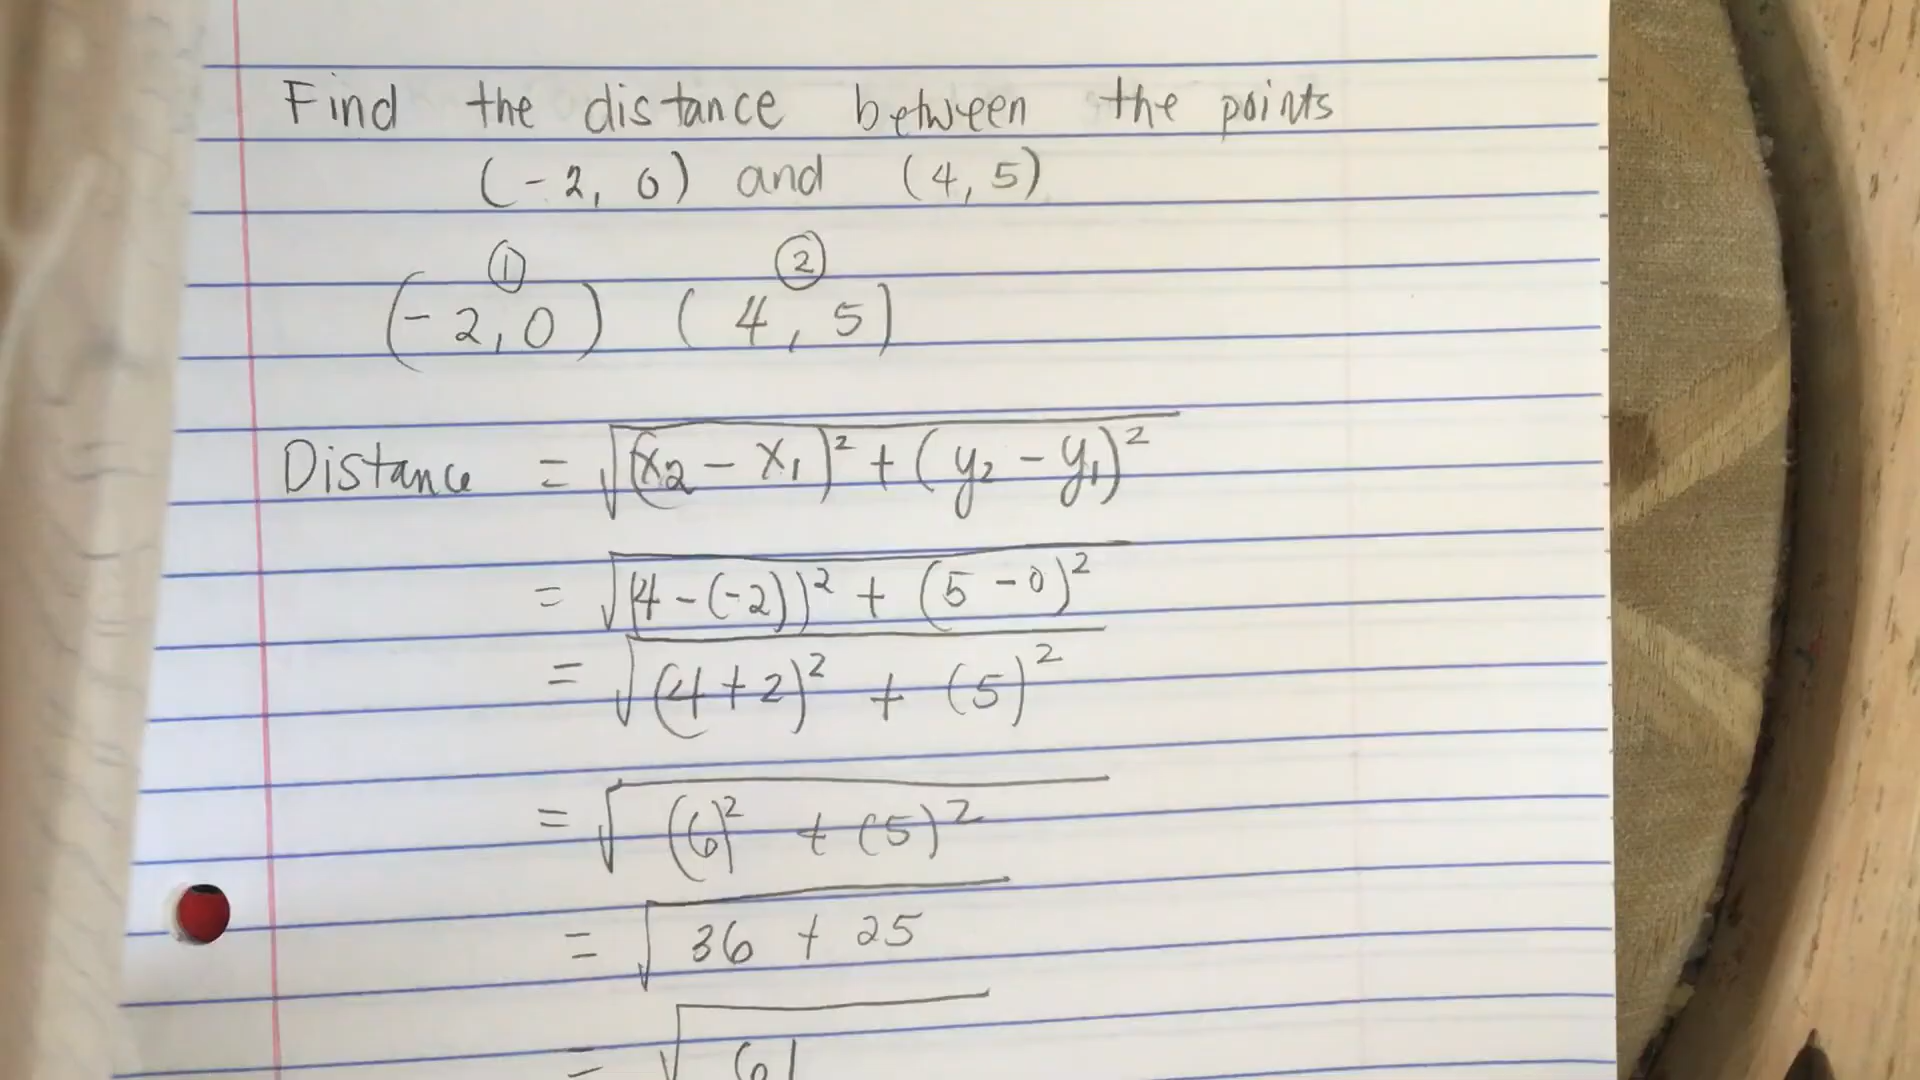 Find the distance between the points
(-2, 0) and (4, 5)
① ②
(-2, 0) (4, 5)
Distance = √(x₂ - x₁)² + (y₂ - y₁)²
= √(4 - (-2))² + (5 - 0)²
= √(4 + 2)² + (5)²
= √(6)² + (5)²
= √36 + 25
= √61